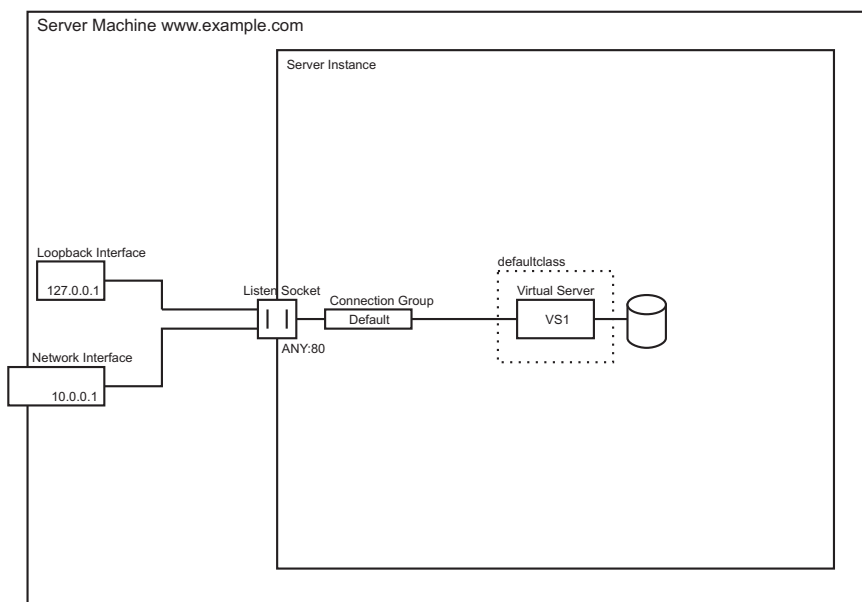 Server Machine www.example.com
Server Instance
Loopback Interface
127.0.0.1
defaultclass
Listen Socket
Connection Group
Virtual Server
Default
VS1
ANY:80
Network Interface
10.0.0.1